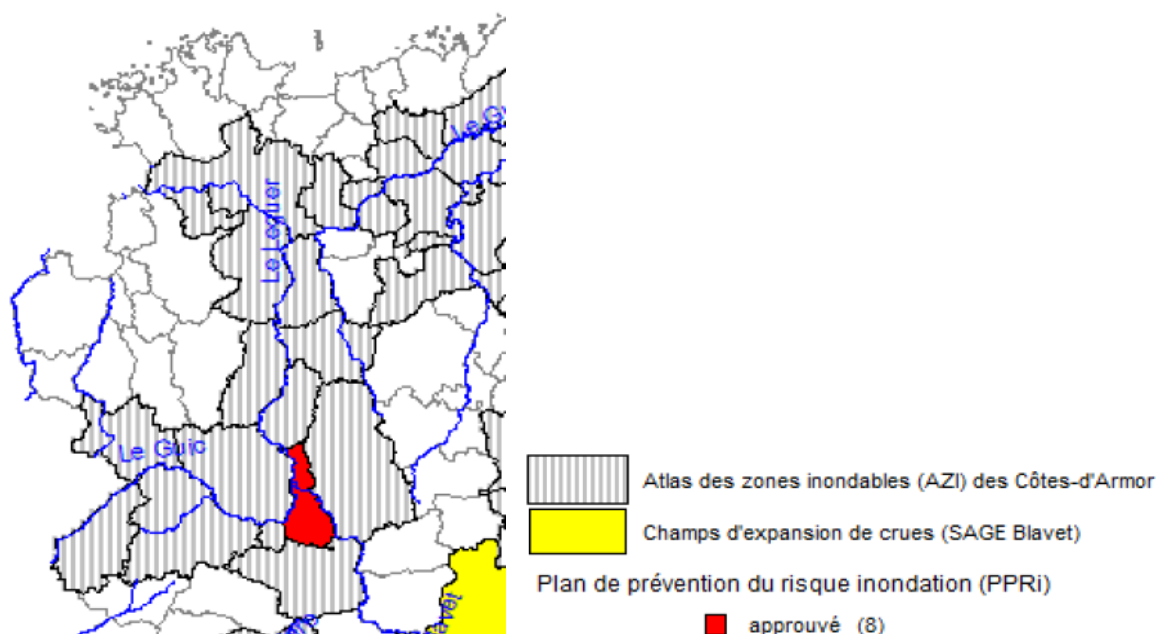 Le G
Le Leguer
Le Guic
Atlas des zones inondables (AZI) des Côtes-d'Armor
Champs d'expansion de crues (SAGE Blavet)
Plan de prévention du risque inondation (PPRi)
approuvé (8)